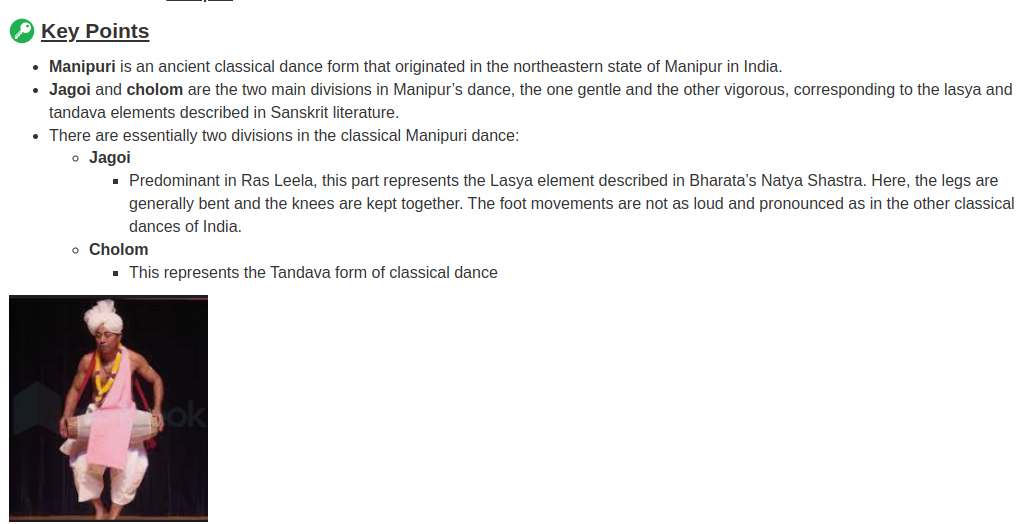 Key Points
• Manipuri is an ancient classical dance form that originated in the northeastern state of Manipur in India.
• Jagoi and cholom are the two main divisions in Manipur’s dance, the one gentle and the other vigorous, corresponding to the lasya and
tandava elements described in Sanskrit literature.
• There are essentially two divisions in the classical Manipuri dance:
◦ Jagoi
▪ Predominant in Ras Leela, this part represents the Lasya element described in Bharata’s Natya Shastra. Here, the legs are
generally bent and the knees are kept together. The foot movements are not as loud and pronounced as in the other classical
dances of India.
◦ Cholom
▪ This represents the Tandava form of classical dance